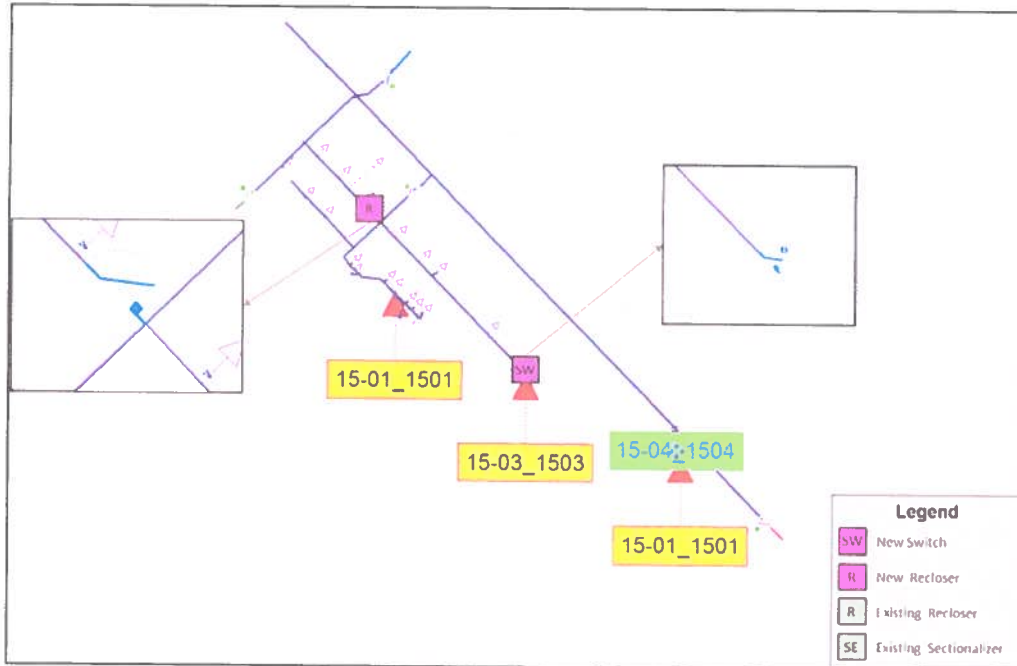 R
15-01_1501
SW
15-03_1503
15-04_1504
15-01_1501
Legend
SW New Switch
R New Recloser
R Existing Recloser
SE Existing Sectionalizer